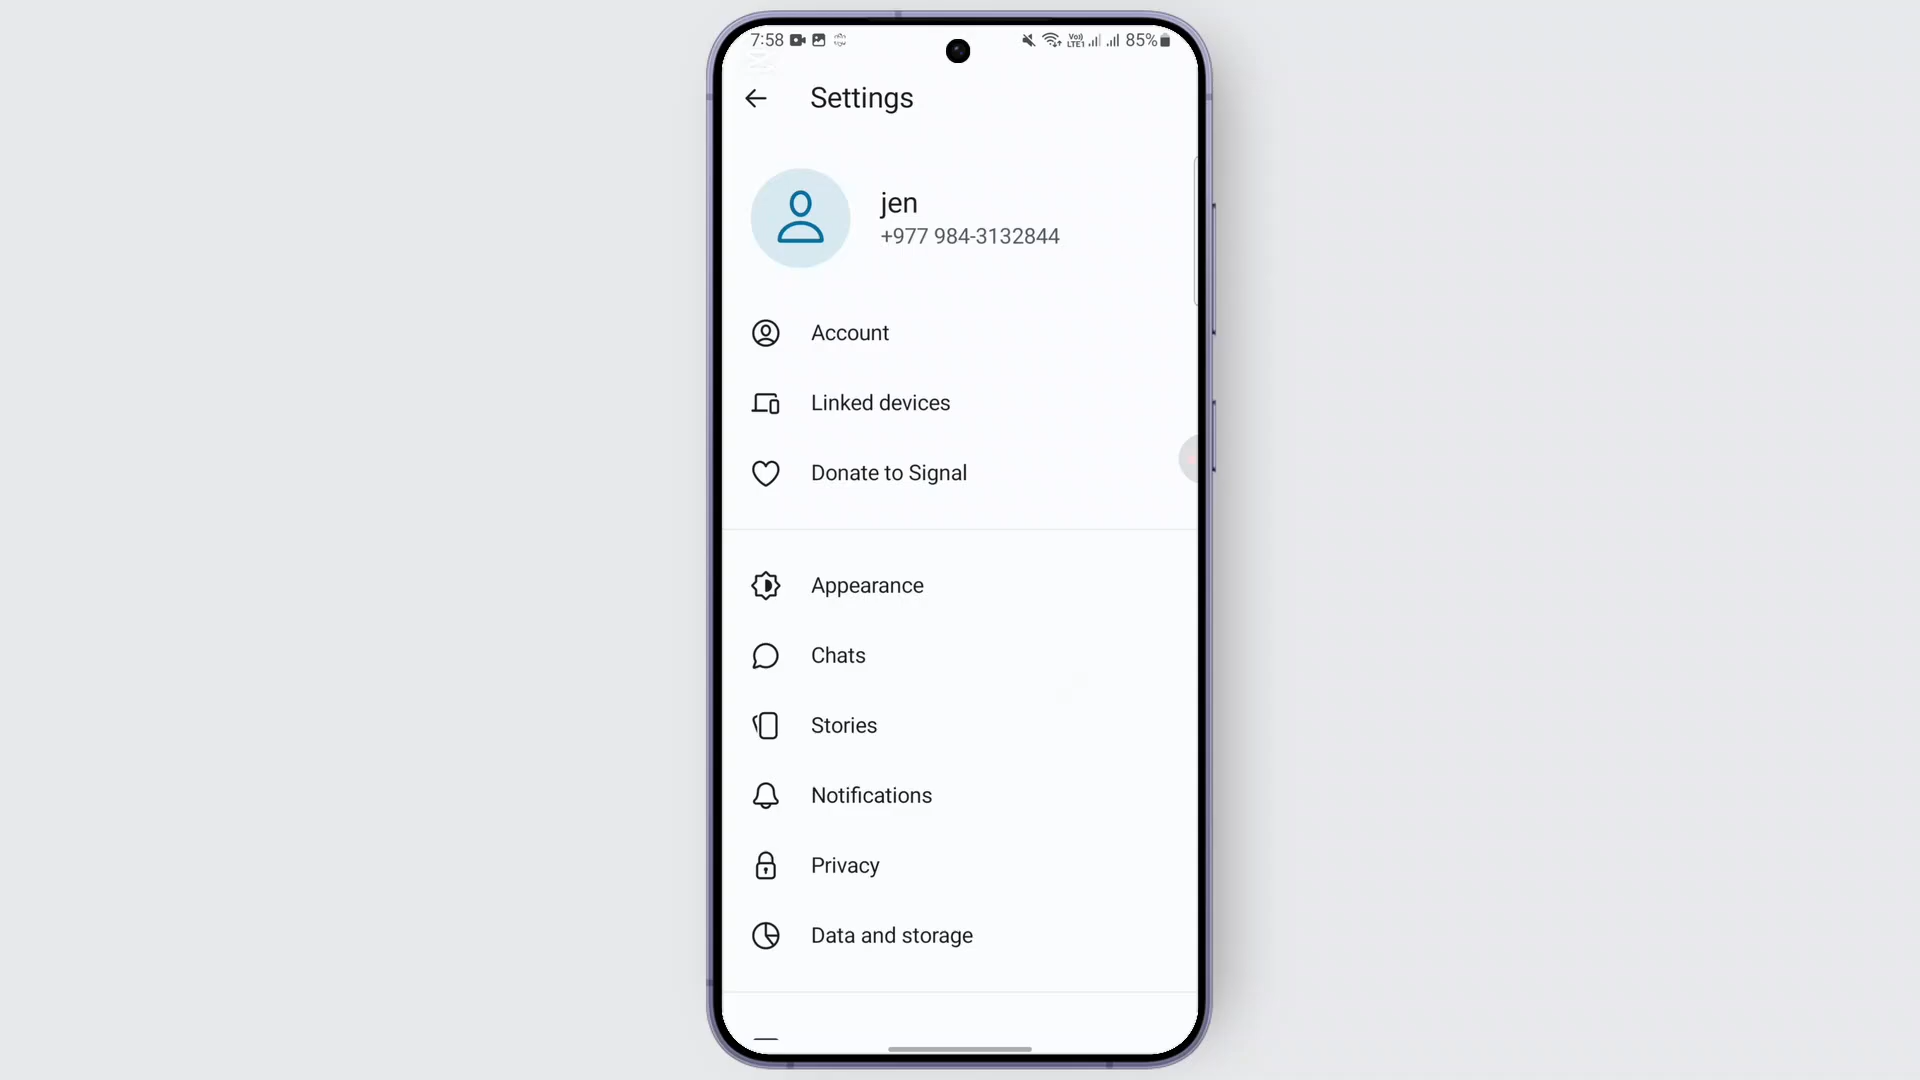 7:58 85%
Settings
jen
+977 984-3132844
Account
Linked devices
Donate to Signal
Appearance
Chats
Stories
Notifications
Privacy
Data and storage